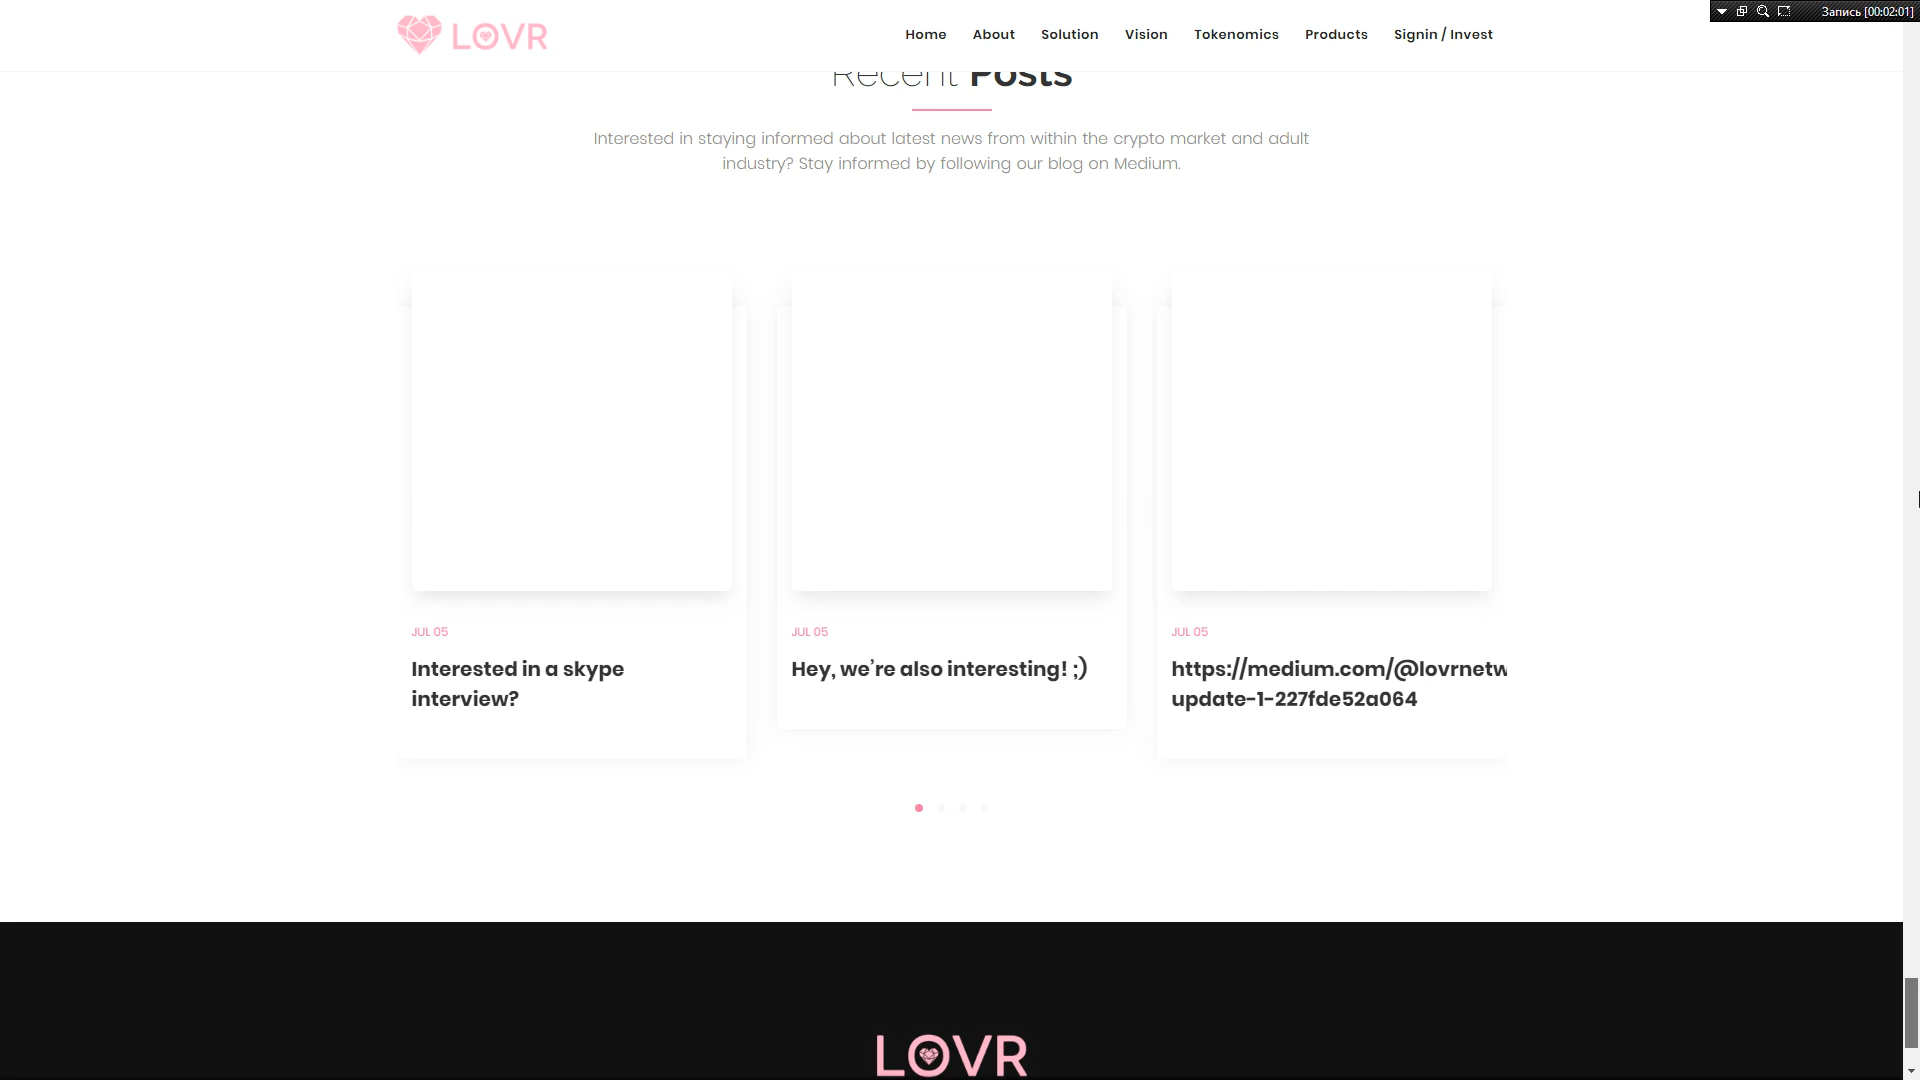 LOVR
Home About Solution Vision Tokenomics Products Signin / Invest
Запись [00:02:01]
Recent Posts
Interested in staying informed about latest news from within the crypto market and adult
industry? Stay informed by following our blog on Medium.
JUL 05
Interested in a skype
interview?
JUL 05
Hey, we’re also interesting! ;)
JUL 05
https://medium.com/@lovrnetw
update-1-227fde52a064
LOVR